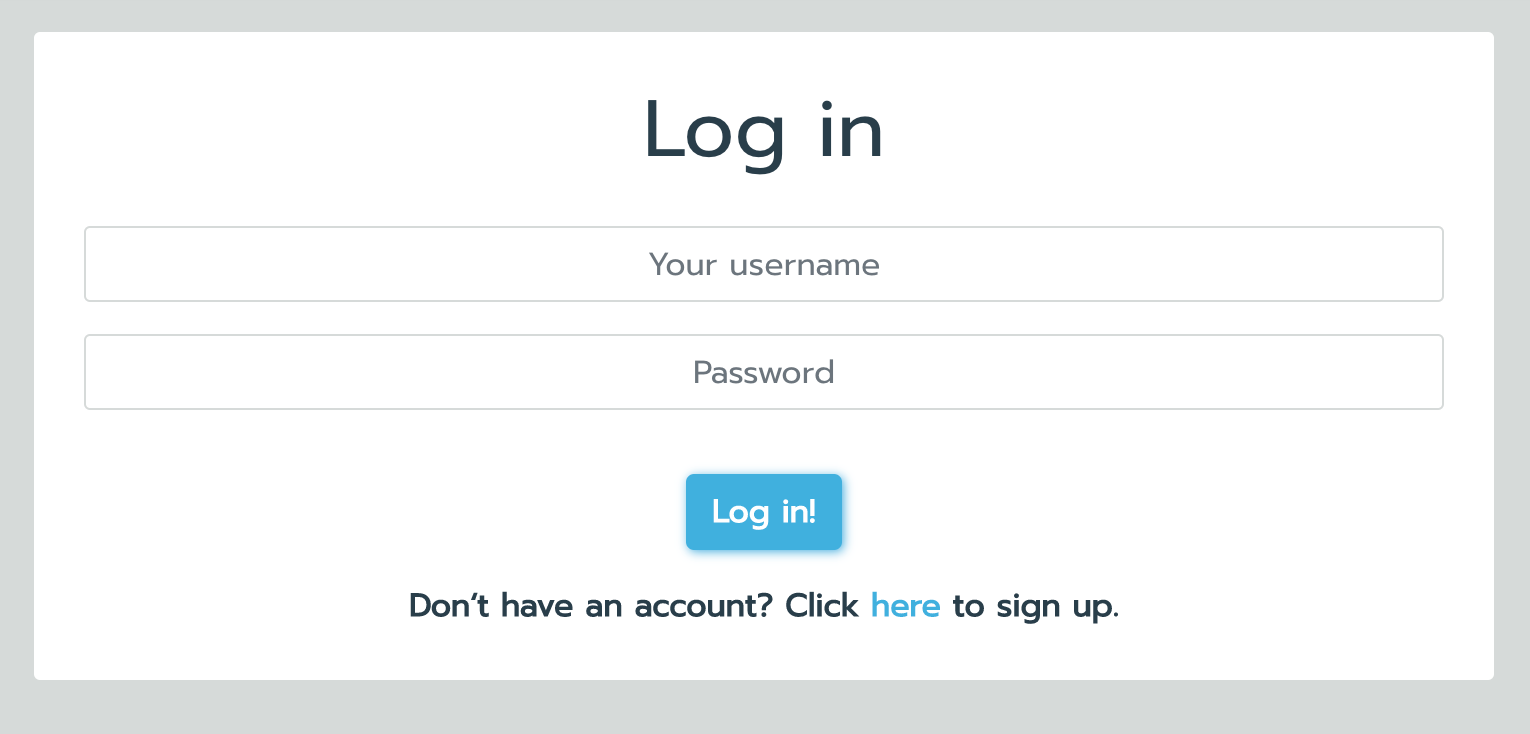 Log in
Your username
Password
Log in!
Don't have an account? Click here to sign up.